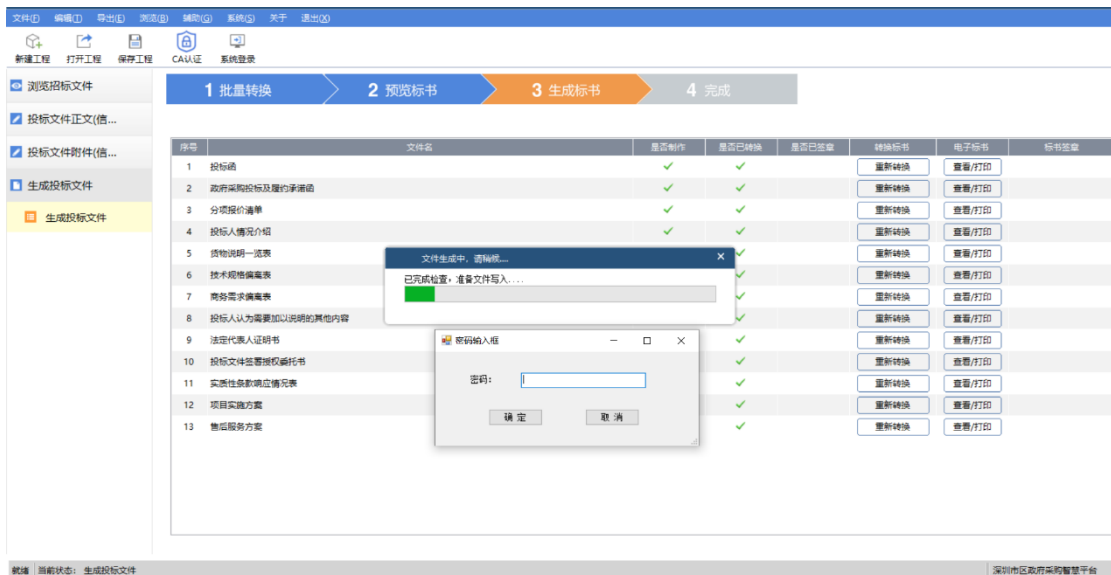 文件(F) 编辑(T) 导出(E) 浏览(B) 辅助(G) 系统(S) 关于 退出(X)
新建工程 打开工程 保存工程 CA认证 系统登录
浏览招标文件
投标文件正文(信...
投标文件附件(信...
生成投标文件
生成投标文件
1 批量转换 2 预览标书 3 生成标书 4 完成
序号 文件名 是否制作 是否已转换 是否已签章 转换标书 电子标书 标书签章
1 投标函 重新转换 查看/打印
2 政府采购投标及履约承诺函 重新转换 查看/打印
3 分项报价清单 重新转换 查看/打印
4 投标人情况介绍 重新转换 查看/打印
5 货物说明一览表 重新转换 查看/打印
6 技术规格偏离表 重新转换 查看/打印
7 商务需求偏离表 重新转换 查看/打印
8 投标人认为需要加以说明的其他内容 重新转换 查看/打印
9 法定代表人证明书 重新转换 查看/打印
10 投标文件签署授权委托书 重新转换 查看/打印
11 实质性条款响应情况表 重新转换 查看/打印
12 项目实施方案 重新转换 查看/打印
13 售后服务方案 重新转换 查看/打印
文件生成中，请稍候...
已完成检查，准备文件写入....
密码输入框
密码：
确 定 取 消
就绪 当前状态： 生成投标文件 深圳市区政府采购智慧平台